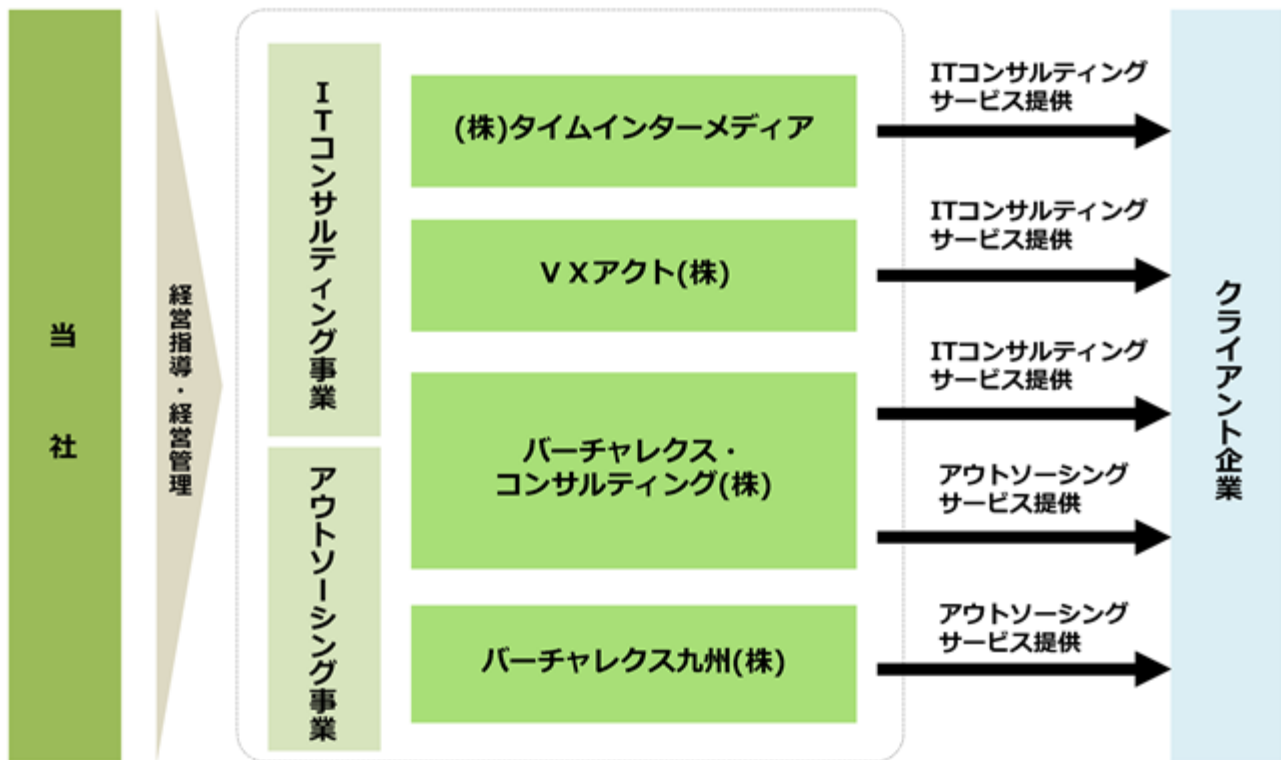 当社
経営指導・経営管理
ITコンサルティング事業
アウトソーシング事業
(株)タイムインターメディア
ＶＸアクト(株)
バーチャレクス・
コンサルティング(株)
バーチャレクス九州(株)
ITコンサルティング
サービス提供
ITコンサルティング
サービス提供
ITコンサルティング
サービス提供
アウトソーシング
サービス提供
アウトソーシング
サービス提供
クライアント企業